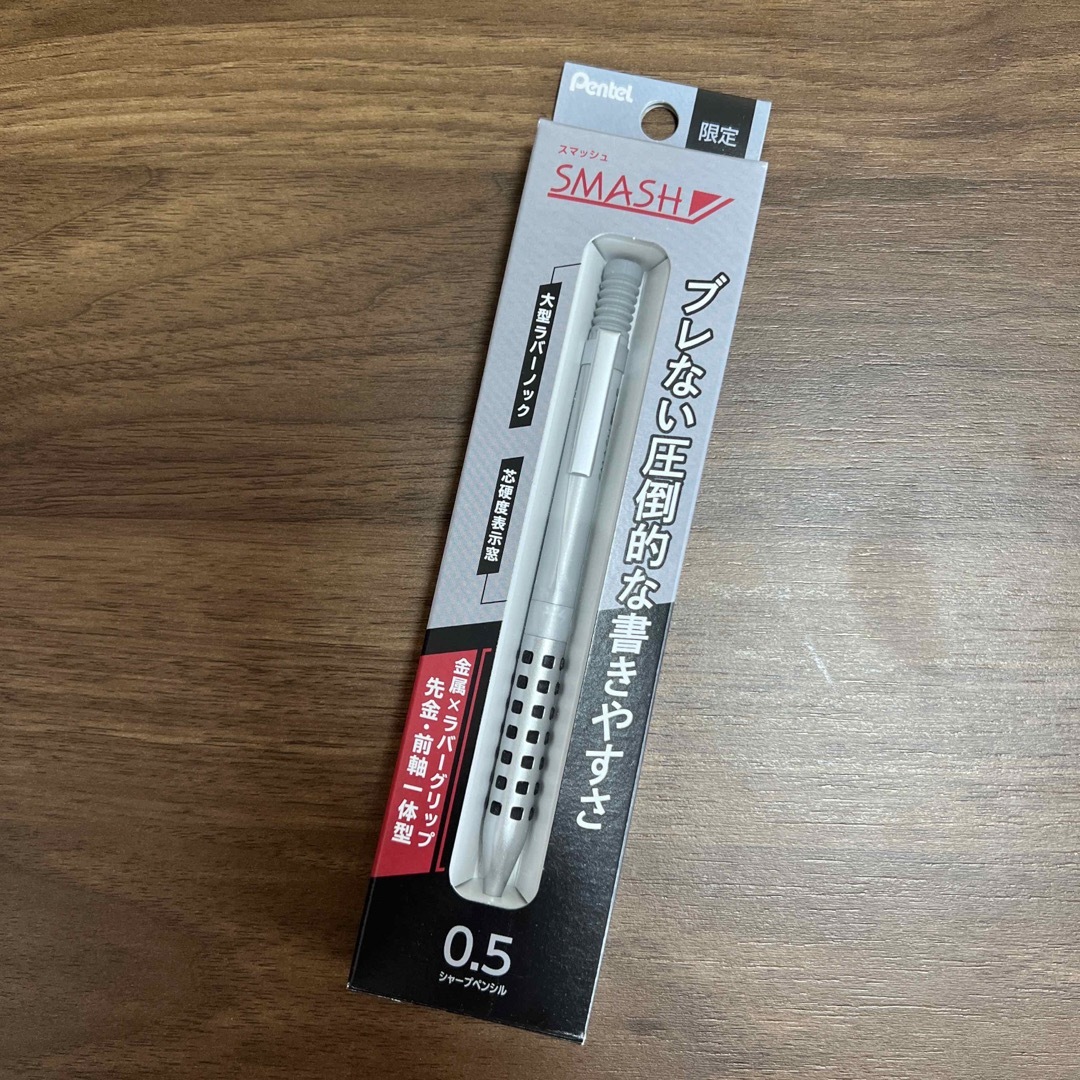 Pentel
限定
スマッシュ
SMASH
ブレない圧倒的な書きやすさ
大型ラバーノック
芯硬度表示窓
金属×ラバーグリップ
先金・前軸一体型
0.5
シャープペンシル